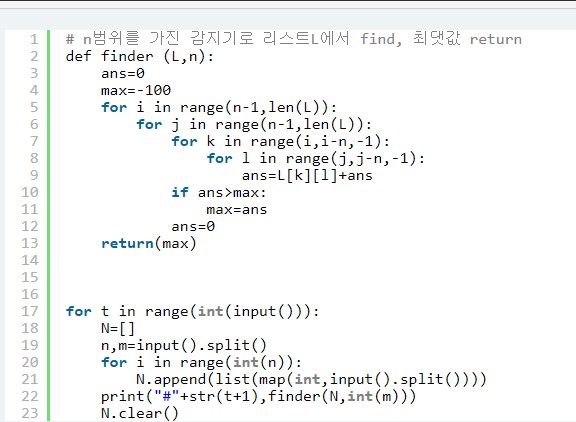 1 # n범위를 가진 감지기로 리스트L에서 find, 최댓값 return
2 def finder (L,n):
3     ans=0
4     max=-100
5     for i in range(n-1,len(L)):
6         for j in range(n-1,len(L)):
7             for k in range(i,i-n,-1):
8                 for l in range(j,j-n,-1):
9                     ans=L[k][l]+ans
10             if ans>max:
11                 max=ans
12             ans=0
13     return(max)
14
15
16
17 for t in range(int(input())):
18     N=[]
19     n,m=input().split()
20     for i in range(int(n)):
21         N.append(list(map(int,input().split())))
22     print("#"+str(t+1),finder(N,int(m)))
23     N.clear()